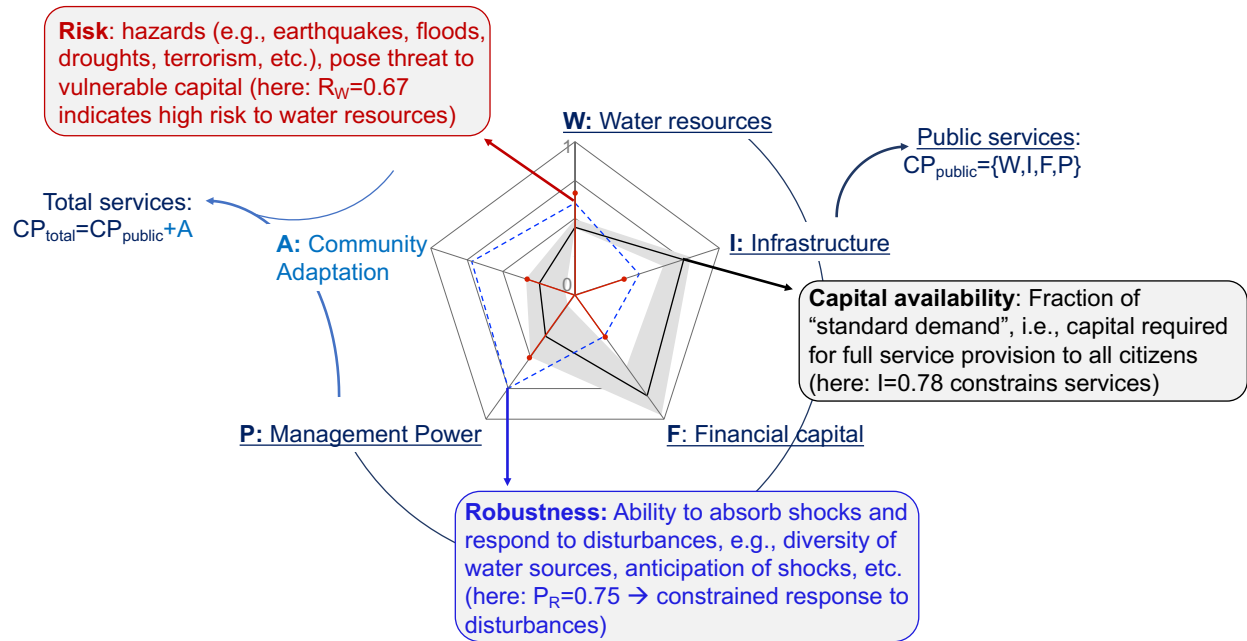 Risk: hazards (e.g., earthquakes, floods,
droughts, terrorism, etc.), pose threat to
vulnerable capital (here: RW=0.67
indicates high risk to water resources)
W: Water resources
Public services:
CPpublic={W,I,F,P}
1
Total services:
CPtotal=CPpublic+A
A: Community
Adaptation
I: Infrastructure
0
Capital availability: Fraction of
“standard demand”, i.e., capital required
for full service provision to all citizens
(here: I=0.78 constrains services)
P: Management Power
F: Financial capital
Robustness: Ability to absorb shocks and
respond to disturbances, e.g., diversity of
water sources, anticipation of shocks, etc.
(here: PR=0.75 → constrained response to
disturbances)